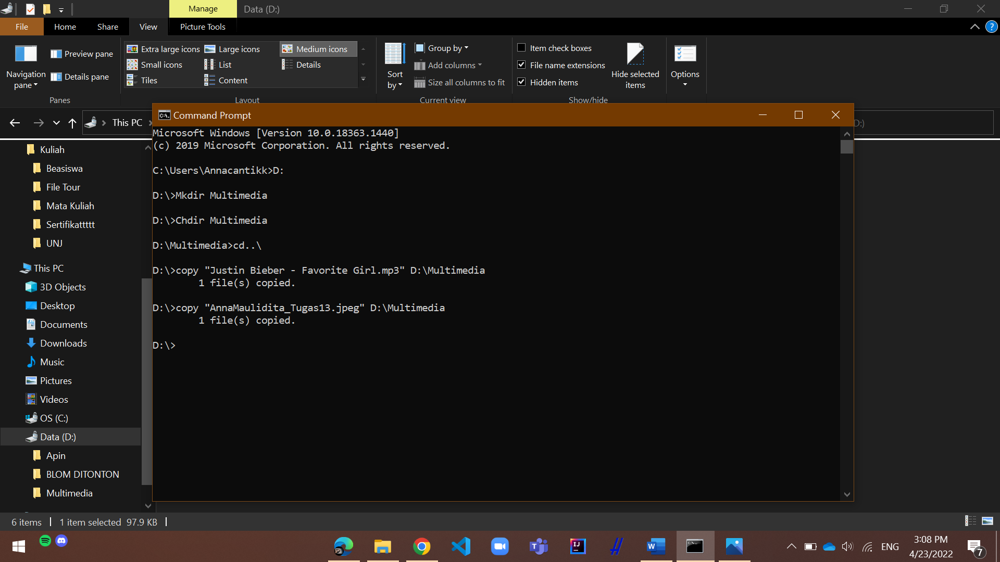 Manage
Data (D:)
File
Home
Share
View
Picture Tools
Navigation pane
Preview pane
Details pane
Panes
Extra large icons
Large icons
Medium icons
Small icons
List
Details
Tiles
Content
Layout
Sort by
Group by
Add columns
Size all columns to fit
Current view
Item check boxes
File name extensions
Hidden items
Hide selected items
Show/hide
Options
This PC
D:)
Kuliah
Beasiswa
File Tour
Mata Kuliah
Sertifikattttt
UNJ
This PC
3D Objects
Desktop
Documents
Downloads
Music
Pictures
Videos
OS (C:)
Data (D:)
Apin
BLOM DITONTON
Multimedia
Command Prompt
Microsoft Windows [Version 10.0.18363.1440]
(c) 2019 Microsoft Corporation. All rights reserved.
C:\Users\Annacantikk>D:
D:\>Mkdir Multimedia
D:\>Chdir Multimedia
D:\Multimedia>cd..\
D:\>copy "Justin Bieber - Favorite Girl.mp3" D:\Multimedia
1 file(s) copied.
D:\>copy "AnnaMaulidita_Tugas13.jpeg" D:\Multimedia
1 file(s) copied.
D:\>
6 items
1 item selected 97.9 KB
ENG
3:08 PM
4/23/2022
7